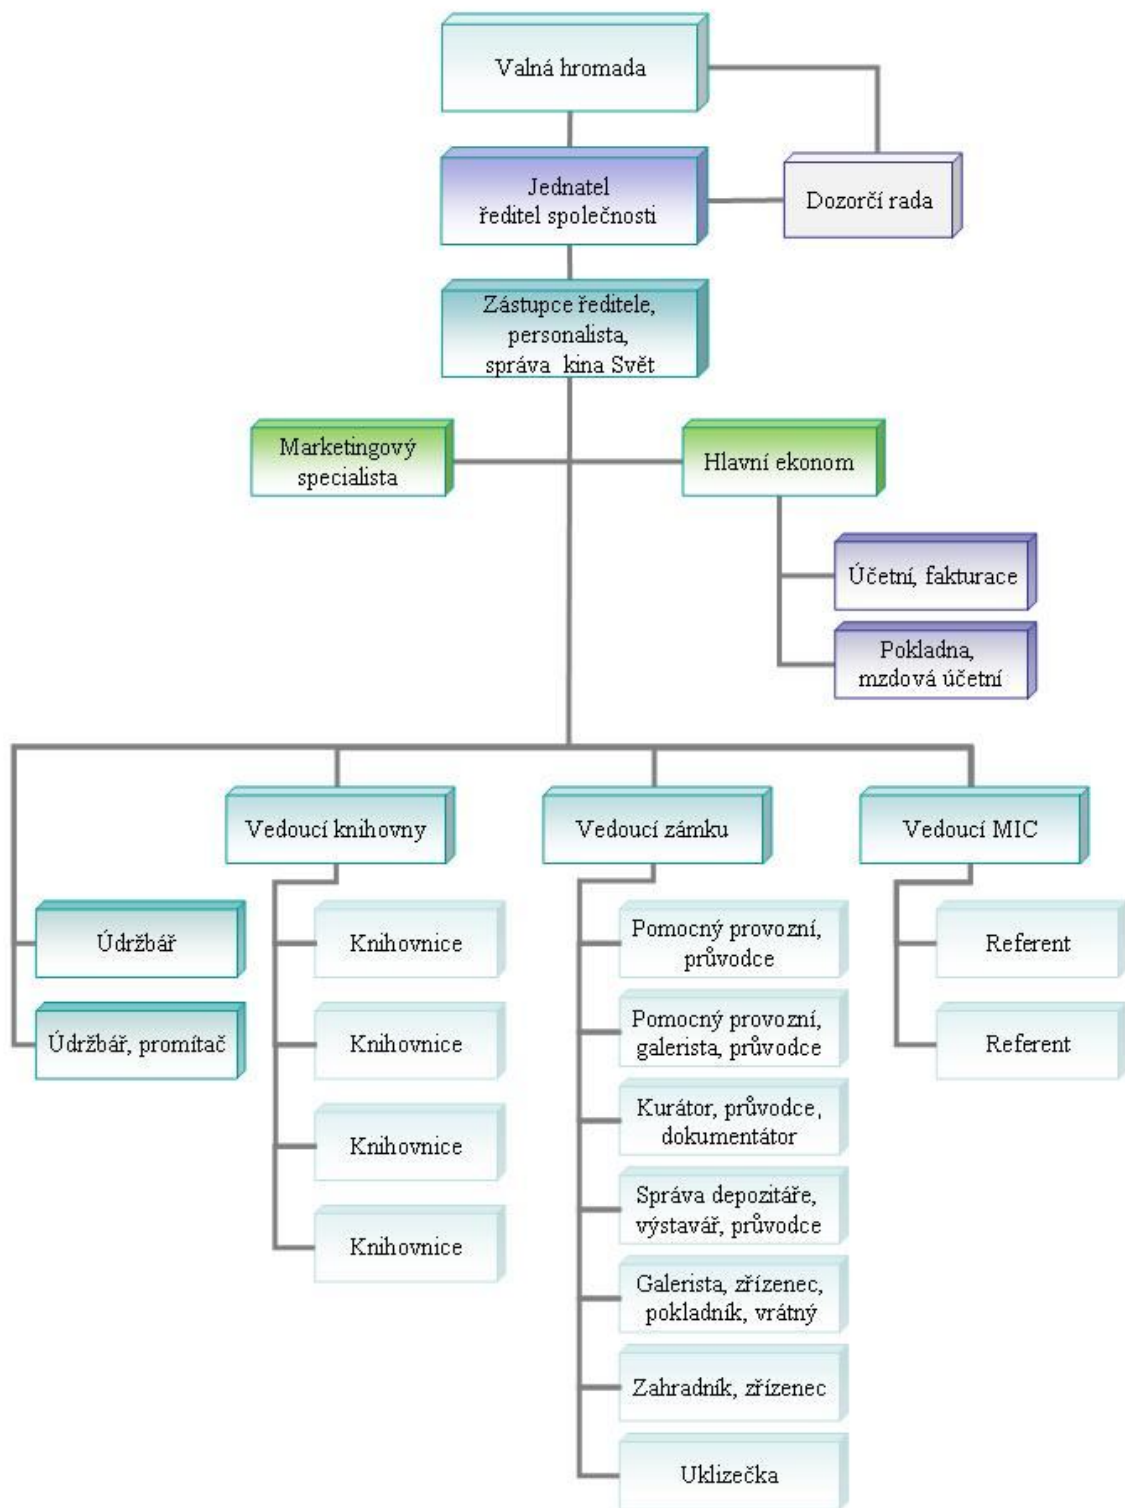 Valná hromada
Jednatel
ředitel společnosti
Dozorčí rada
Zástupce ředitele,
personalista,
správa kina Svět
Marketingový
specialista
Hlavní ekonom
Účetní, fakturace
Pokladna,
mzdová účetní
Vedoucí knihovny
Vedoucí zámku
Vedoucí MIC
Údržbář
Údržbář, promítač
Knihovnice
Knihovnice
Knihovnice
Knihovnice
Pomocný provozní,
průvodce
Pomocný provozní,
galerista, průvodce
Kurátor, průvodce,
dokumentátor
Správa depozitáře,
výstavář, průvodce
Galerista, zřízenec,
pokladník, vrátný
Zahradník, zřízenec
Uklizečka
Referent
Referent